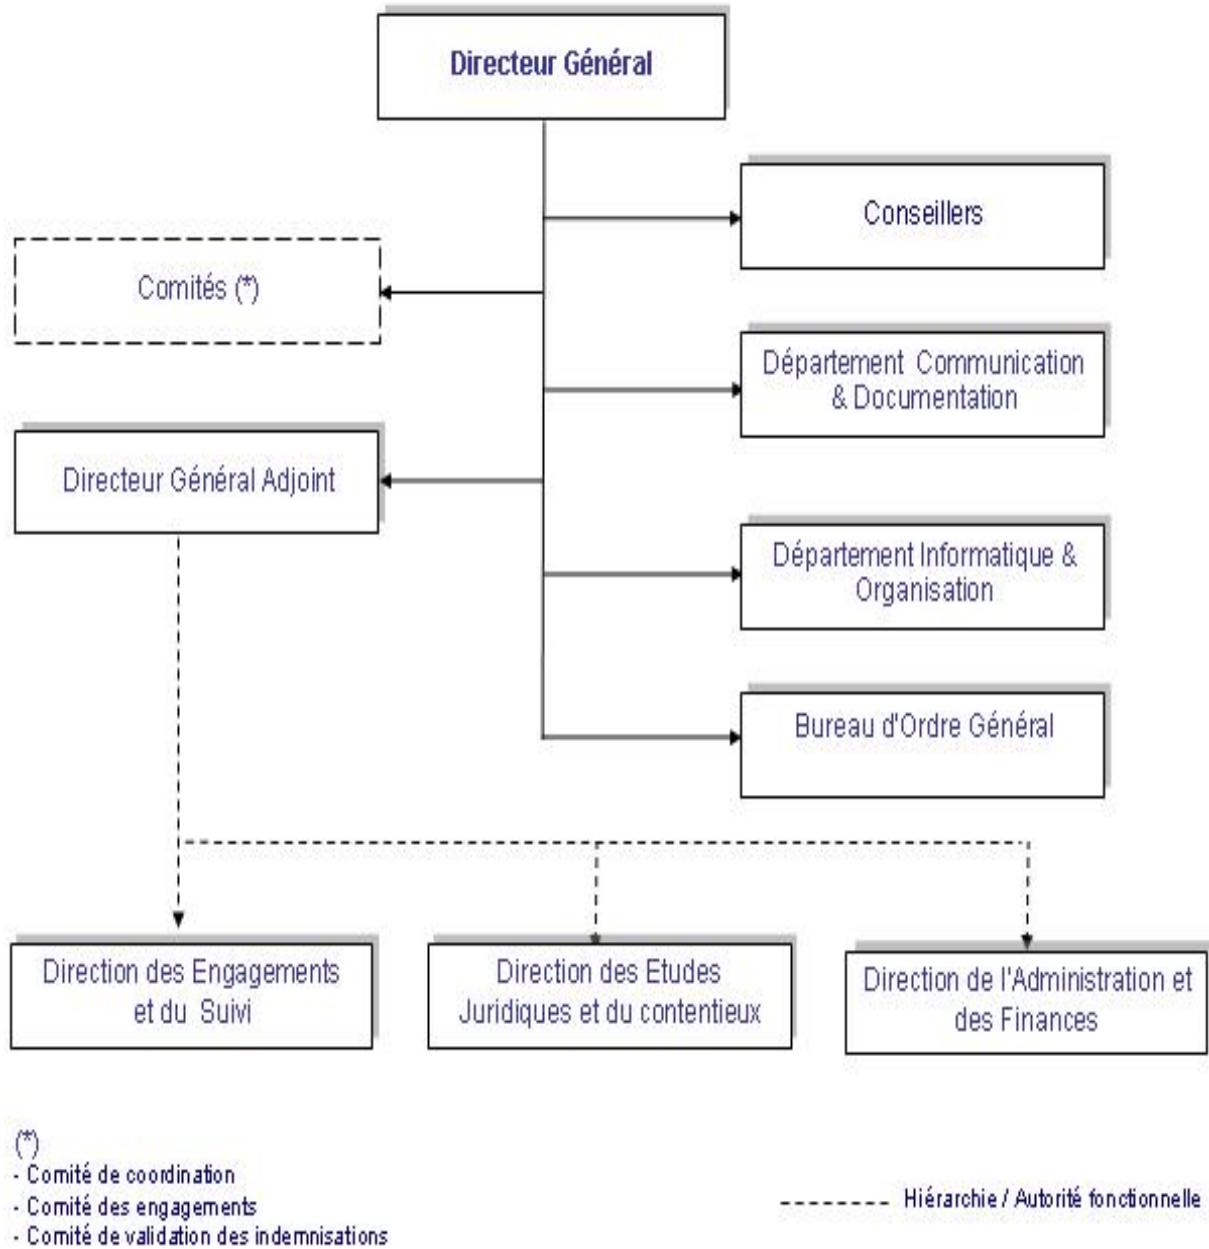 Directeur Général
Conseillers
Comités (*)
Département Communication
& Documentation
Directeur Général Adjoint
Département Informatique &
Organisation
Bureau d'Ordre Général
Direction des Engagements
et du Suivi
Direction des Etudes
Juridiques et du contentieux
Direction de l'Administration et
des Finances
(*)
- Comité de coordination
- Comité des engagements
- Comité de validation des indemnisations
Hiérarchie / Autorité fonctionnelle